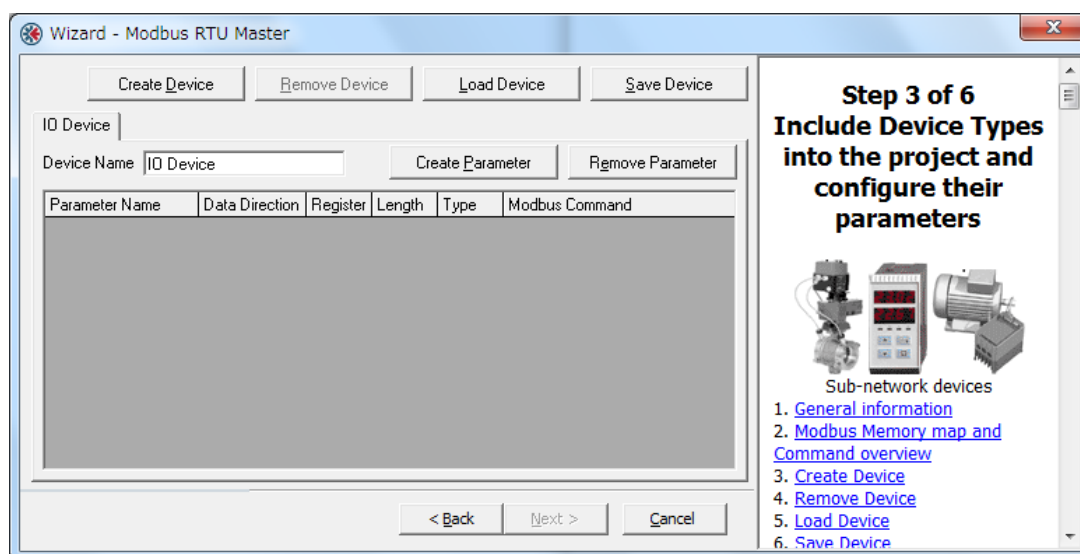 Wizard - Modbus RTU Master
Create Device
Remove Device
Load Device
Save Device
IO Device
Device Name
IO Device
Create Parameter
Remove Parameter
Parameter Name
Data Direction
Register
Length
Type
Modbus Command
< Back
Next >
Cancel
Step 3 of 6
Include Device Types
into the project and
configure their
parameters
Sub-network devices
1. General information
2. Modbus Memory map and
Command overview
3. Create Device
4. Remove Device
5. Load Device
6. Save Device